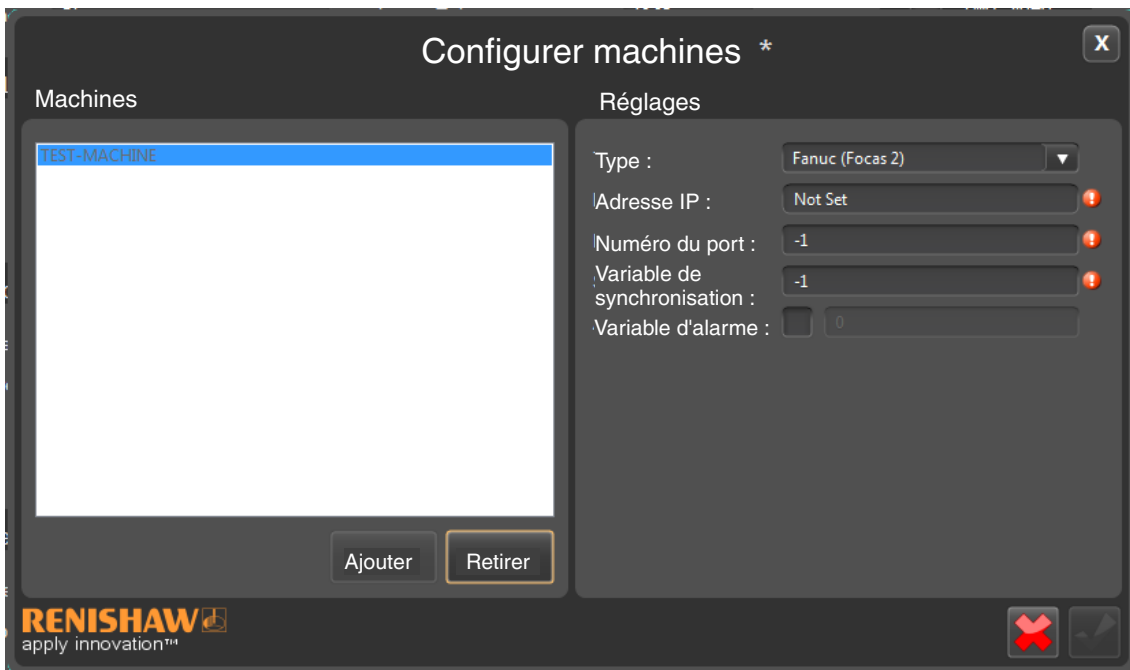 Configurer machines *
X
Machines
Réglages
TEST-MACHINE
Type :
Fanuc (Focas 2)
Adresse IP :
Not Set
Numéro du port :
-1
Variable de
synchronisation :
-1
Variable d'alarme :
0
Ajouter
Retirer
RENISHAW
apply innovation™